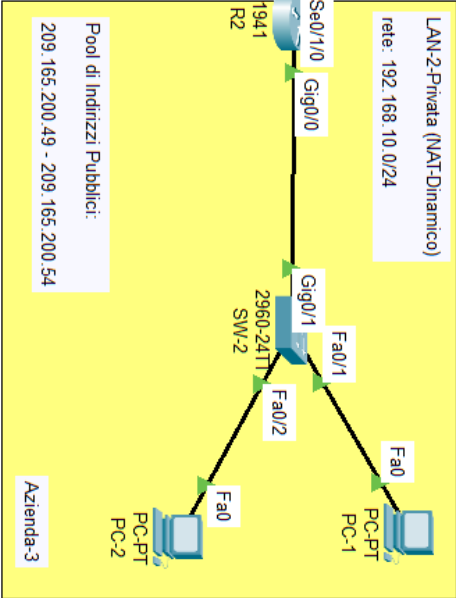 LAN-2-Privata (NAT-Dinamico)
rete: 192.168.10.0/24
Se0/1/0
Gig0/0
1941
R2
Gig0/1
2960-24TT
SW-2
Fa0/1
Fa0/2
Fa0
PC-PT
PC-1
Fa0
PC-PT
PC-2
Pool di Indirizzi Pubblici:
209.165.200.49 - 209.165.200.54
Azienda-3